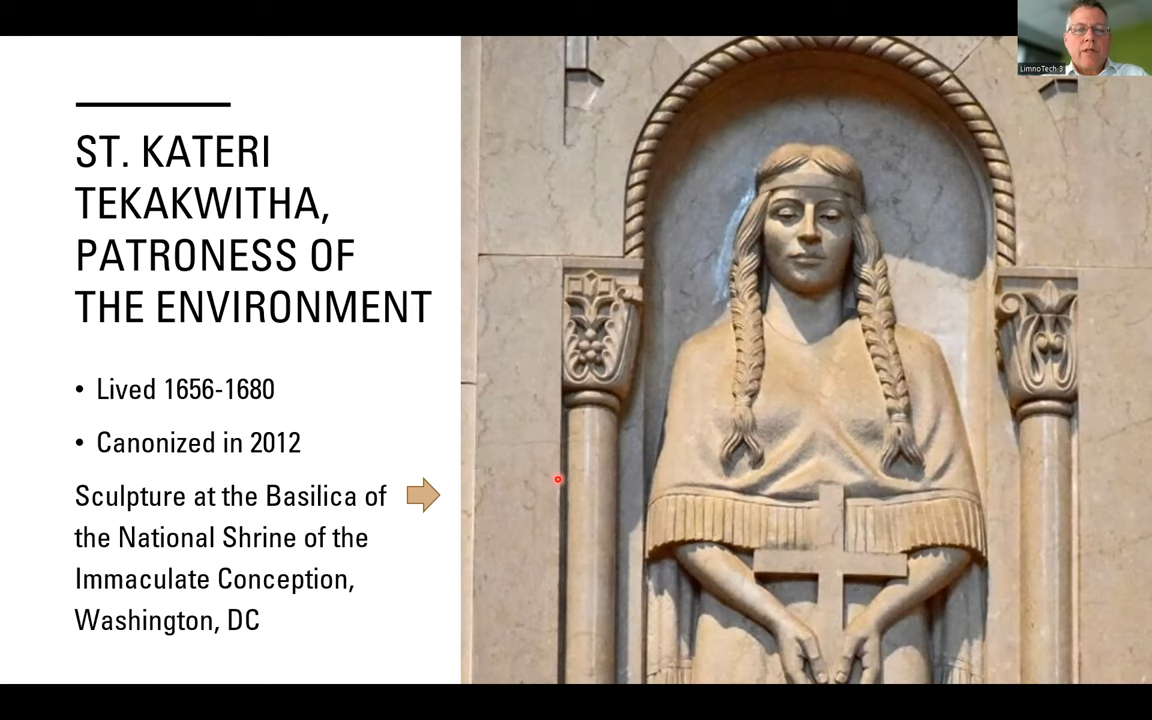 ST. KATERI
TEKAKWITHA,
PATRONESS OF
THE ENVIRONMENT
• Lived 1656-1680
• Canonized in 2012
Sculpture at the Basilica of
the National Shrine of the
Immaculate Conception,
Washington, DC
LimnoTech 3